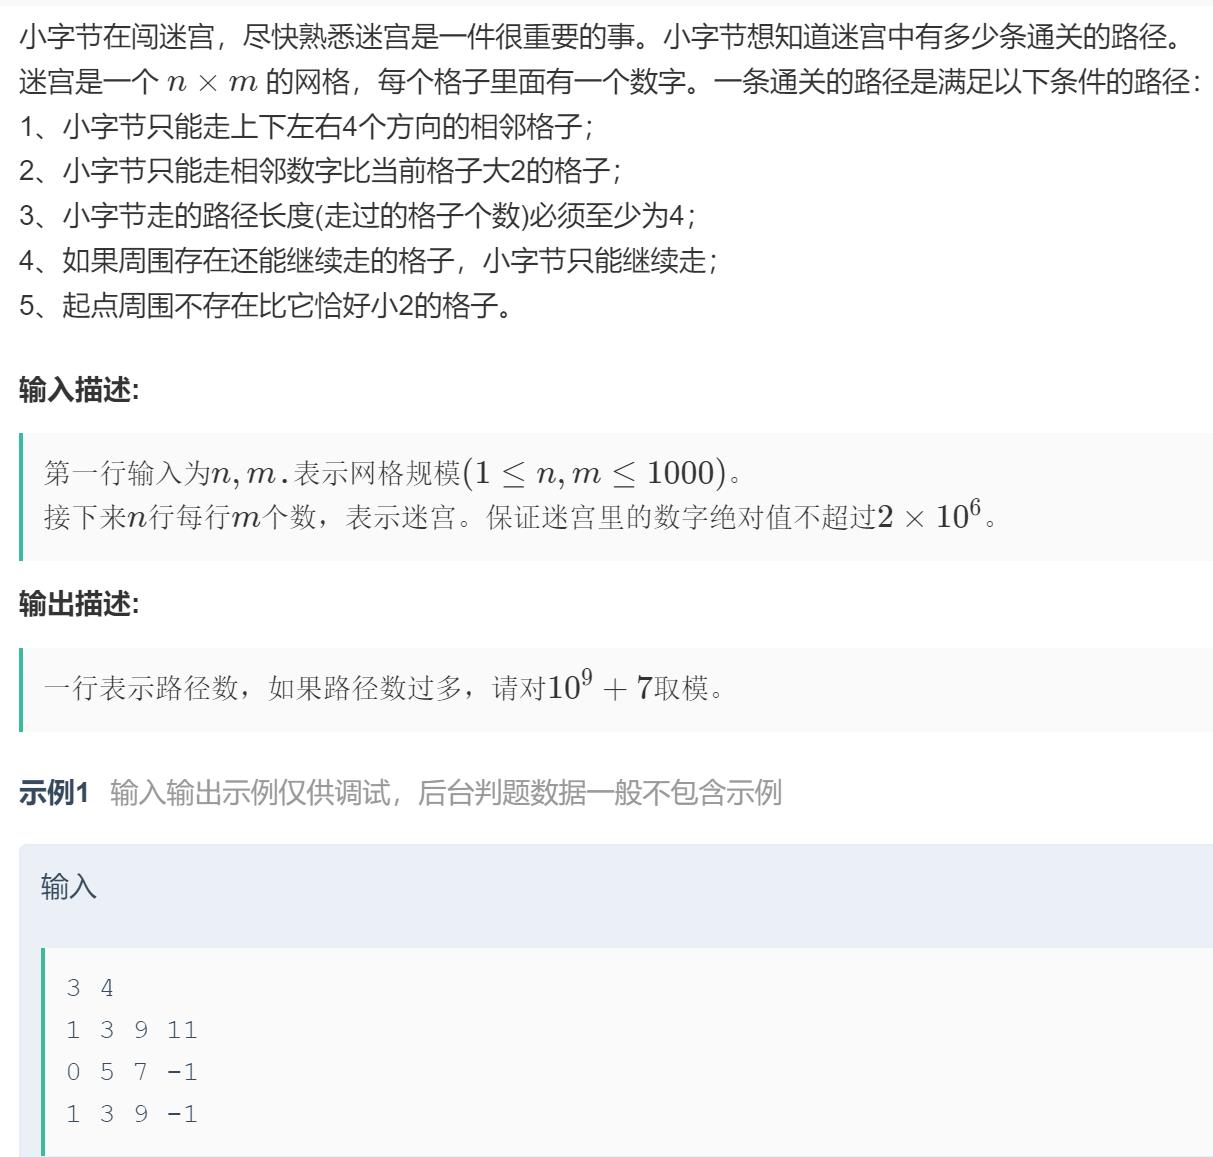 小字节在闯迷宫，尽快熟悉迷宫是一件很重要的事。小字节想知道迷宫中有多少条通关的路径。
迷宫是一个 n × m 的网格，每个格子里面有一个数字。一条通关的路径是满足以下条件的路径：
1、小字节只能走上下左右4个方向的相邻格子；
2、小字节只能走相邻数字比当前格子大2的格子；
3、小字节走的路径长度(走过的格子个数)必须至少为4；
4、如果周围存在还能继续走的格子，小字节只能继续走；
5、起点周围不存在比它恰好小2的格子。
输入描述:
第一行输入为n, m.表示网格规模(1 ≤ n, m ≤ 1000)。
接下来n行每行m个数，表示迷宫。保证迷宫里的数字绝对值不超过2 × 10⁶。
输出描述:
一行表示路径数，如果路径数过多，请对10⁹ + 7取模。
示例1 输入输出示例仅供调试，后台判题数据一般不包含示例
输入
3 4
1 3 9 11
0 5 7 -1
1 3 9 -1